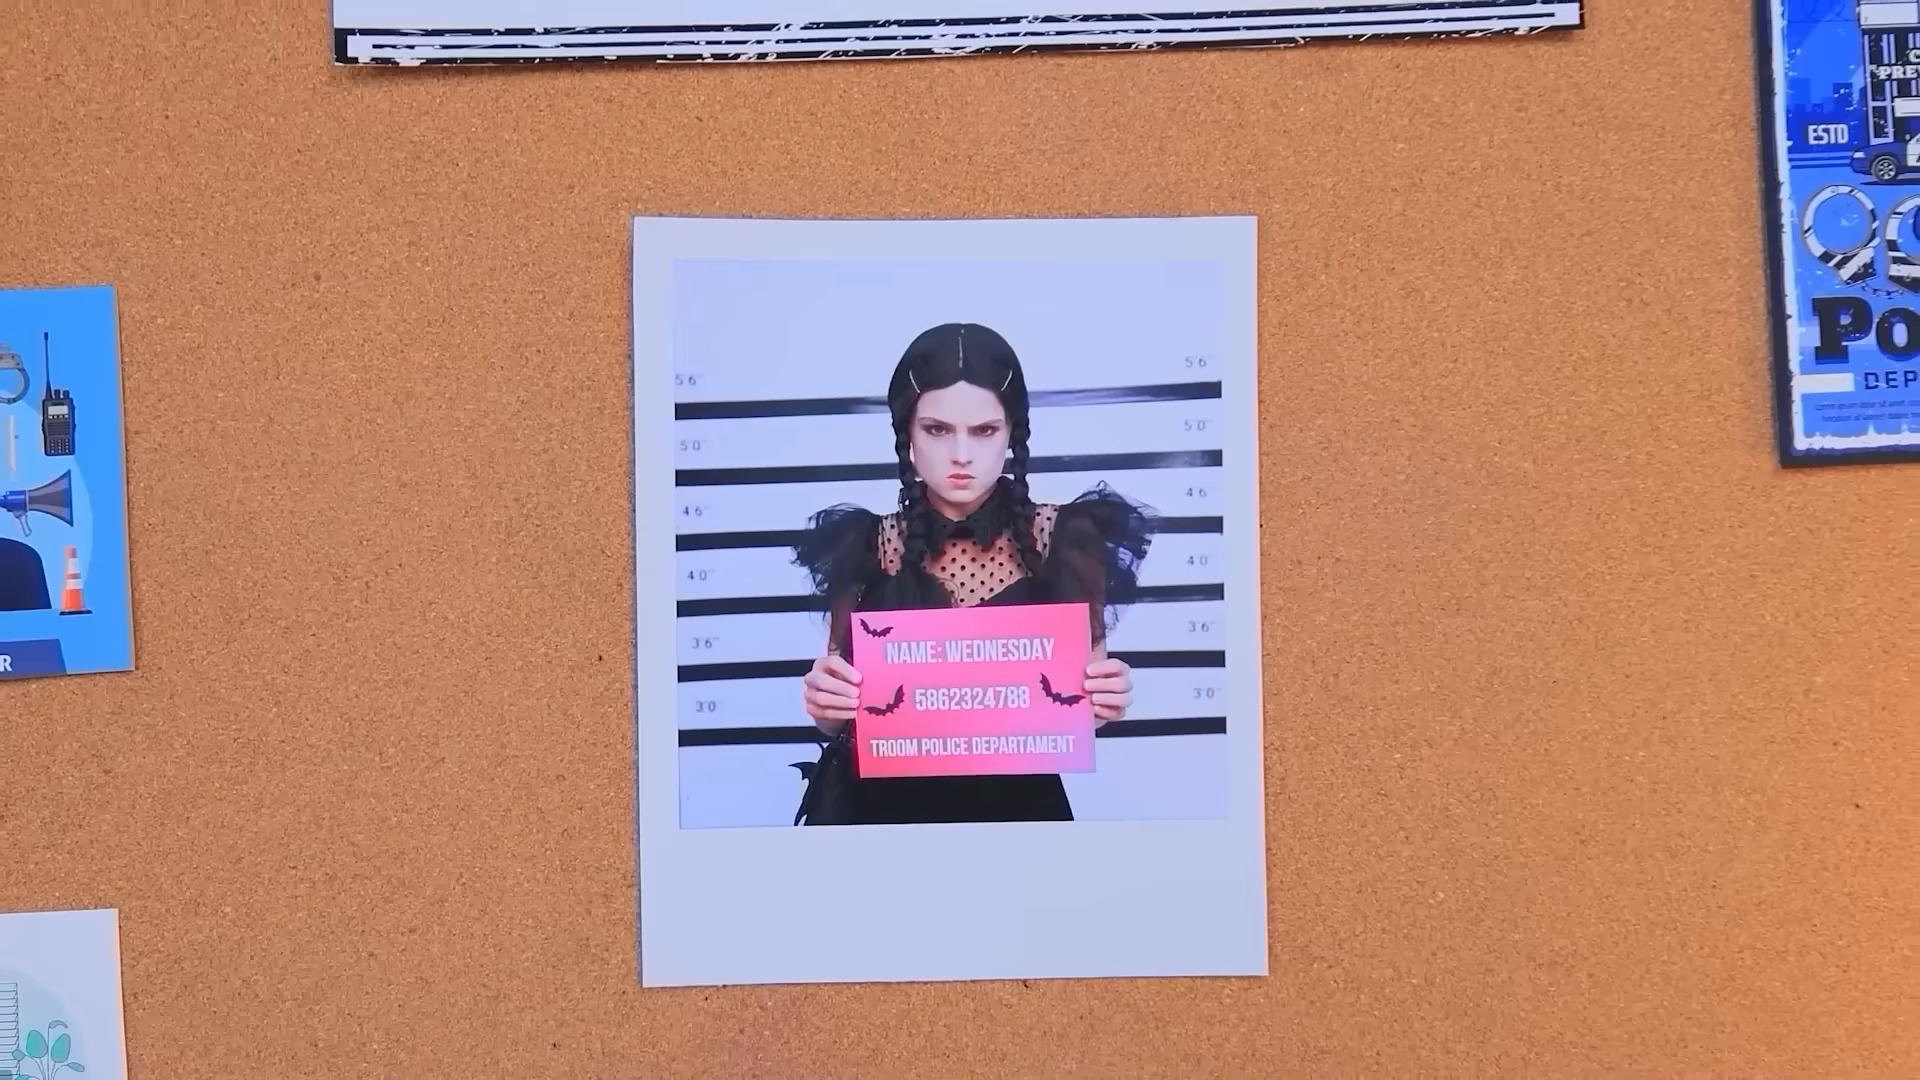 C
PRE
ESTD
Po
DEP
5'6"
5'6"
5'0"
5'0"
4'6"
4'6"
4'0"
4'0"
3'6"
3'6"
3'0"
3'0"
NAME: WEDNESDAY
5862324788
TROOM POLICE DEPARTAMENT
R